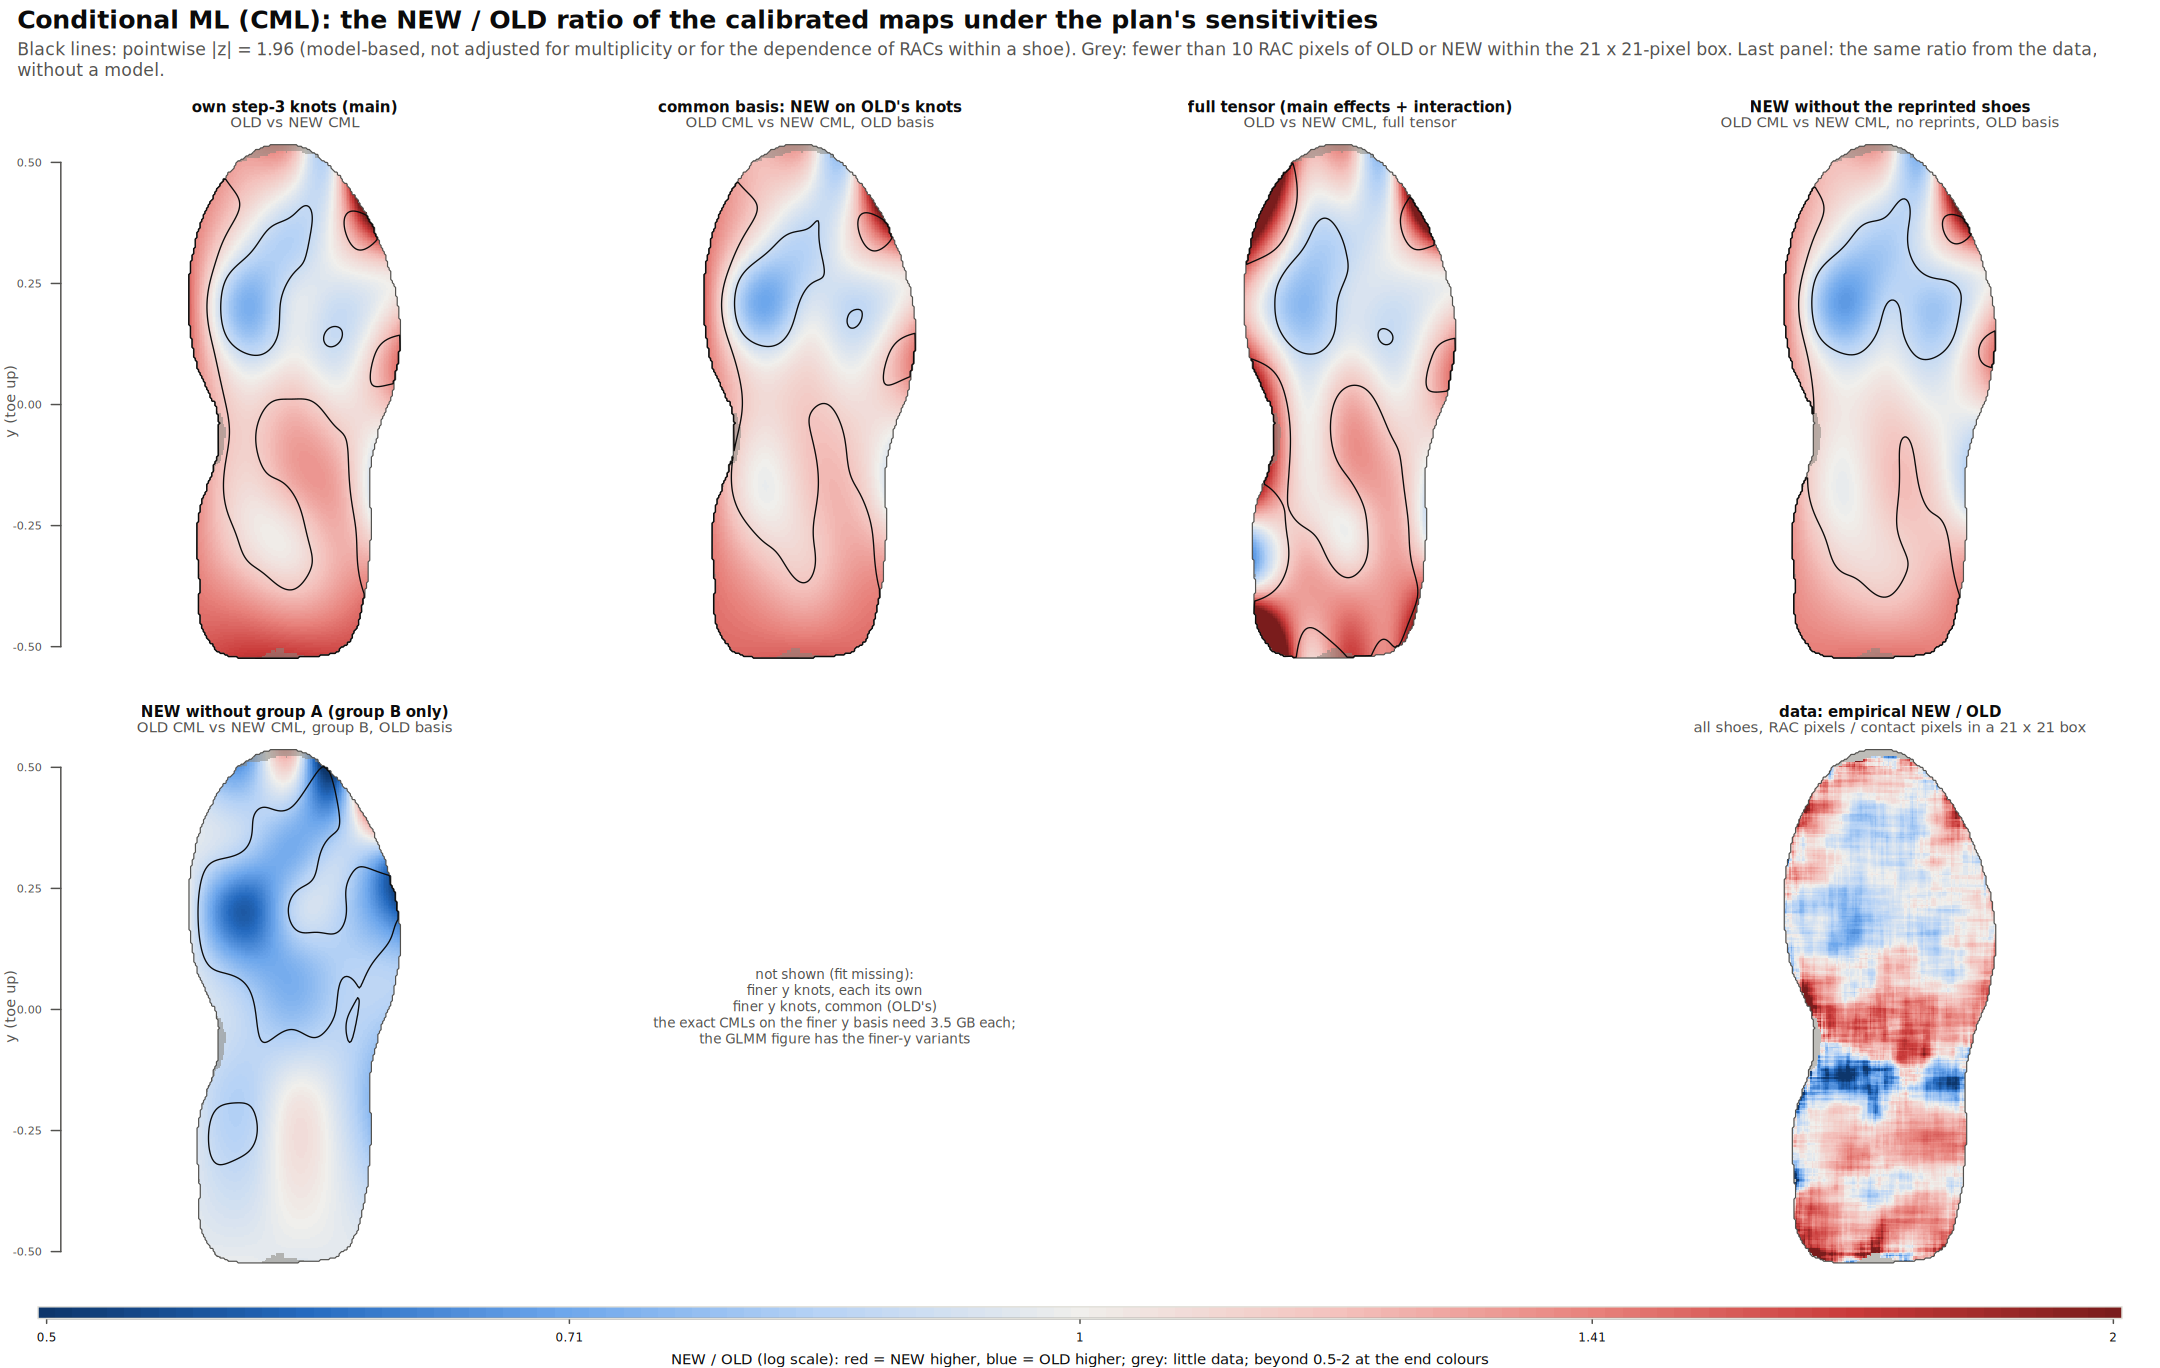 Conditional ML (CML): the NEW / OLD ratio of the calibrated maps under the plan's sensitivities
Black lines: pointwise |z| = 1.96 (model-based, not adjusted for multiplicity or for the dependence of RACs within a shoe). Grey: fewer than 10 RAC pixels of OLD or NEW within the 21 x 21-pixel box. Last panel: the same ratio from the data,
without a model.
own step-3 knots (main)
OLD vs NEW CML
common basis: NEW on OLD's knots
OLD CML vs NEW CML, OLD basis
full tensor (main effects + interaction)
OLD vs NEW CML, full tensor
NEW without the reprinted shoes
OLD CML vs NEW CML, no reprints, OLD basis
0.50
0.25
0.00
-0.25
-0.50
y (toe up)
NEW without group A (group B only)
OLD CML vs NEW CML, group B, OLD basis
data: empirical NEW / OLD
all shoes, RAC pixels / contact pixels in a 21 x 21 box
0.50
0.25
0.00
-0.25
-0.50
y (toe up)
not shown (fit missing):
finer y knots, each its own
finer y knots, common (OLD's)
the exact CMLs on the finer y basis need 3.5 GB each;
the GLMM figure has the finer-y variants
0.5
0.71
1
1.41
2
NEW / OLD (log scale): red = NEW higher, blue = OLD higher; grey: little data; beyond 0.5-2 at the end colours